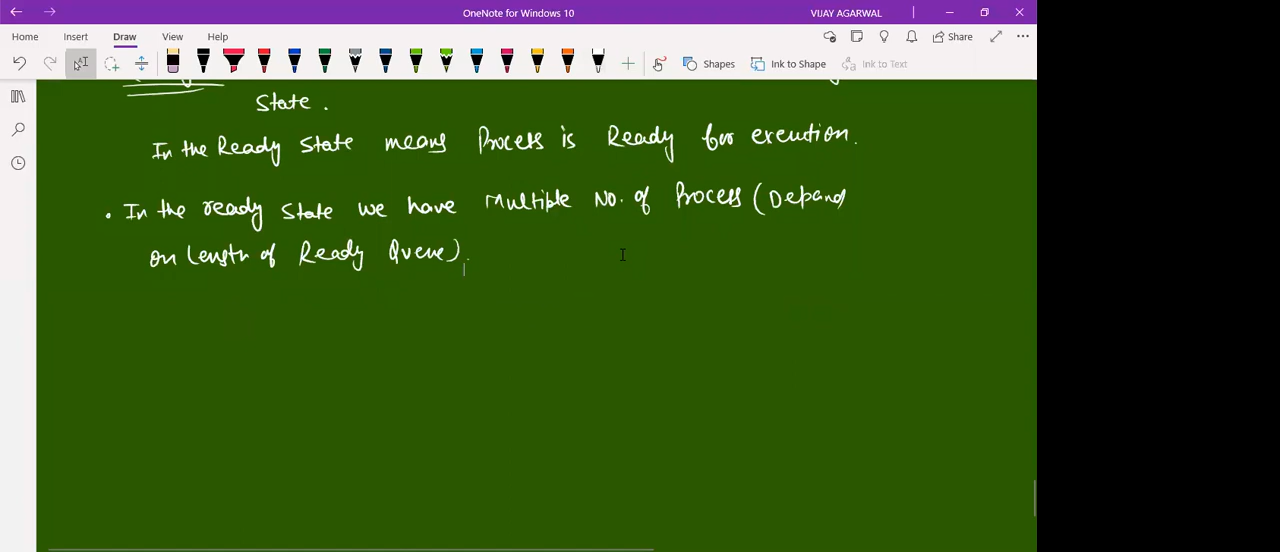 OneNote for Windows 10
VIJAY AGARWAL
Home Insert Draw View Help
Share
Shapes Ink to Shape Ink to Text
State.
In the Ready State means Process is Ready for exection.
• In the ready State we have Multiple No. of Process (Depand
on length of Ready Queue).